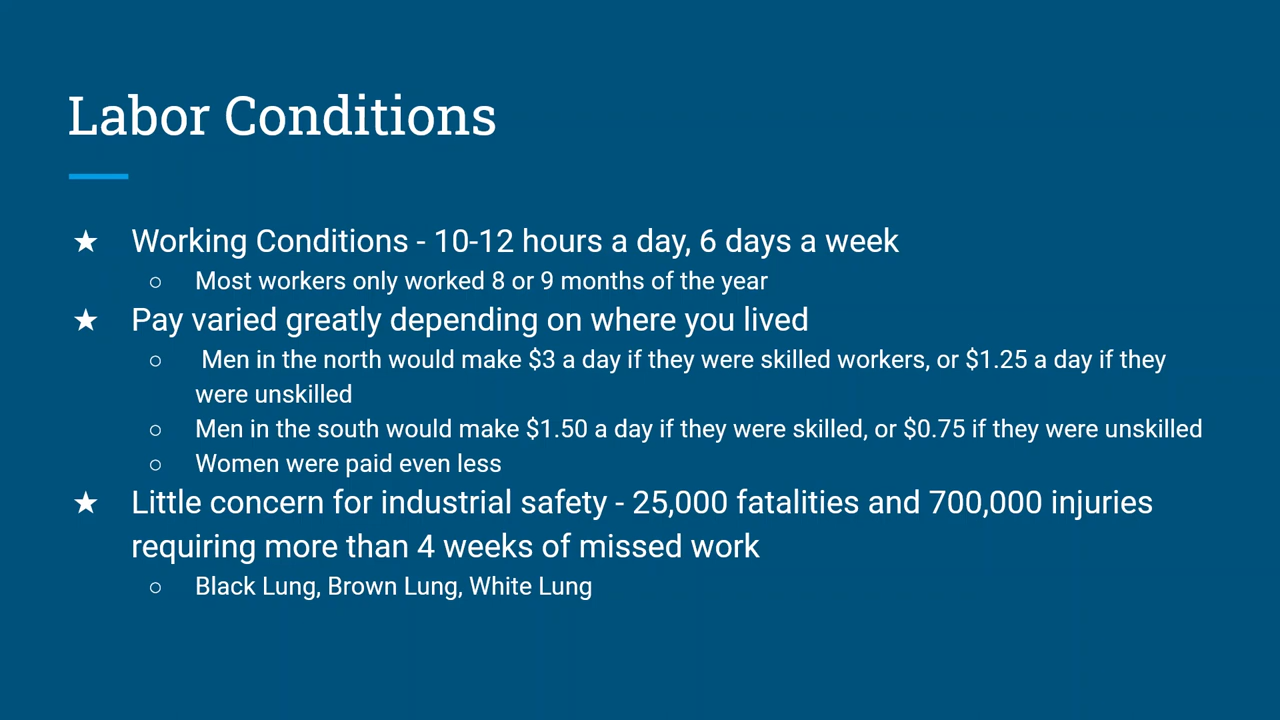 Labor Conditions
★ Working Conditions - 10-12 hours a day, 6 days a week
○ Most workers only worked 8 or 9 months of the year
★ Pay varied greatly depending on where you lived
○ Men in the north would make $3 a day if they were skilled workers, or $1.25 a day if they
were unskilled
○ Men in the south would make $1.50 a day if they were skilled, or $0.75 if they were unskilled
○ Women were paid even less
★ Little concern for industrial safety - 25,000 fatalities and 700,000 injuries
requiring more than 4 weeks of missed work
○ Black Lung, Brown Lung, White Lung